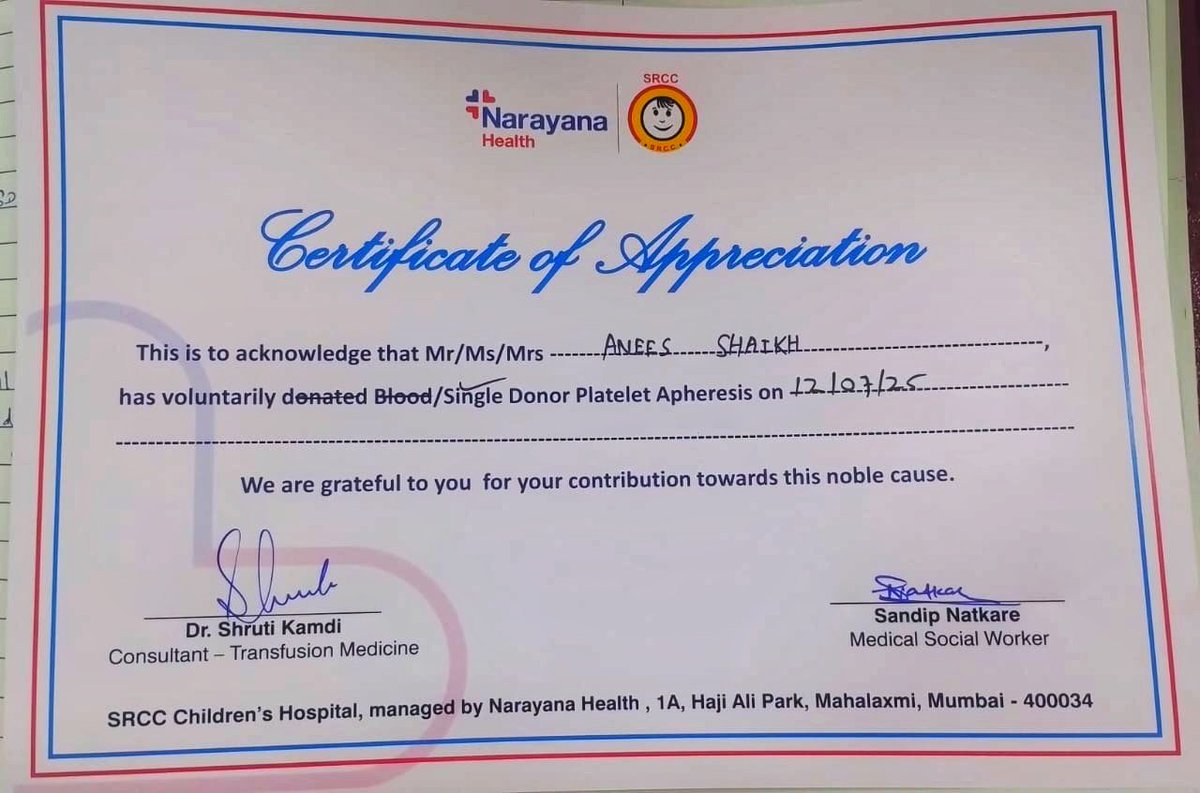 SRCC
Narayana
Health
SRCC
Certificate of Appreciation
This is to acknowledge that Mr/Ms/Mrs -------ANEES------SHAIKH-----------------------------------,
has voluntarily donated Blood/Single Donor Platelet Apheresis on 12/07/25--------------------
We are grateful to you for your contribution towards this noble cause.
Dr. Shruti Kamdi
Consultant – Transfusion Medicine
SNatkar
Sandip Natkare
Medical Social Worker
SRCC Children's Hospital, managed by Narayana Health , 1A, Haji Ali Park, Mahalaxmi, Mumbai - 400034